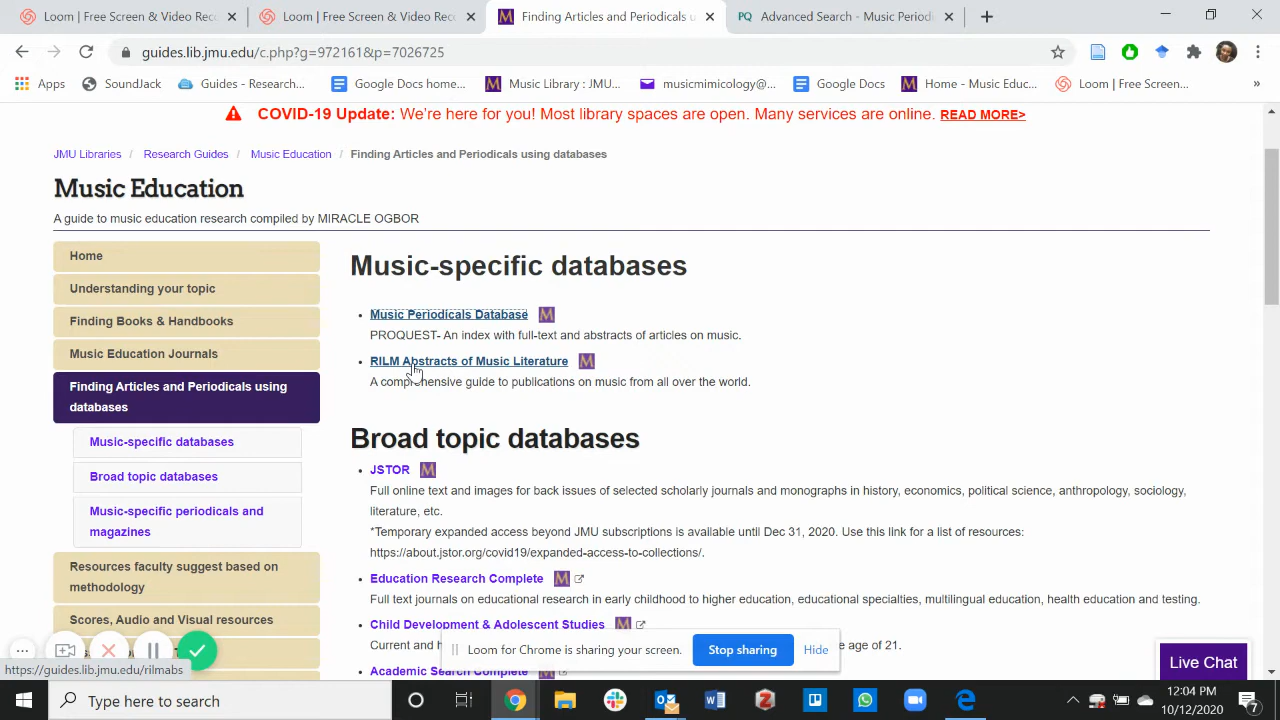 Loom | Free Screen & Video Rec
Loom | Free Screen & Video Rec
Finding Articles and Periodicals u
PQ Advanced Search - Music Period
guides.lib.jmu.edu/c.php?g=972161&p=7026725
Apps
SoundJack
Guides - Research...
Google Docs home...
Music Library : JMU...
musicmimicology@...
Google Docs
Home - Music Educ...
Loom | Free Screen...
COVID-19 Update: We're here for you! Most library spaces are open. Many services are online. READ MORE>
JMU Libraries / Research Guides / Music Education / Finding Articles and Periodicals using databases
Music Education
A guide to music education research compiled by MIRACLE OGBOR
Home
Understanding your topic
Finding Books & Handbooks
Music Education Journals
Finding Articles and Periodicals using
databases
Music-specific databases
Broad topic databases
Music-specific periodicals and
magazines
Resources faculty suggest based on
methodology
Scores, Audio and Visual resources
Music-specific databases
• Music Periodicals Database M
PROQUEST- An index with full-text and abstracts of articles on music.
• RILM Abstracts of Music Literature M
A comprehensive guide to publications on music from all over the world.
Broad topic databases
• JSTOR M
Full online text and images for back issues of selected scholarly journals and monographs in history, economics, political science, anthropology, sociology,
literature, etc.
*Temporary expanded access beyond JMU subscriptions is available until Dec 31, 2020. Use this link for a list of resources:
https://about.jstor.org/covid19/expanded-access-to-collections/.
• Education Research Complete M
Full text journals on educational research in early childhood to higher education, educational specialties, multilingual education, health education and testing.
• Child Development & Adolescent Studies M
Current and h
e age of 21.
• Academic Search Complete M
Loom for Chrome is sharing your screen.
Stop sharing
Hide
Live Chat
https://guides.lib.jmu.edu/rilmabs
Type here to search
12:04 PM
10/12/2020
7